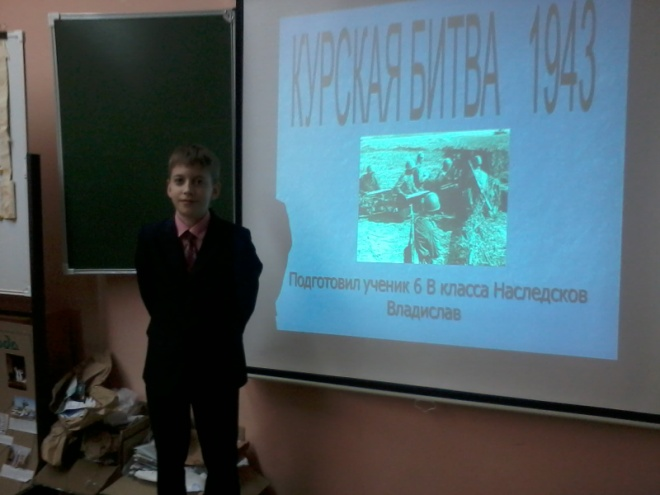 КУРСКАЯ БИТВА 1943
Подготовил ученик 6 В класса Наследсков
Владислав